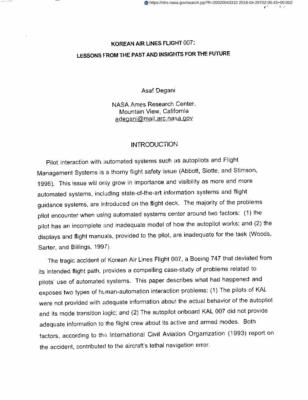 https://ntrs.nasa.gov/search.jsp?R=20020043310
KOREAN AIR LINES FLIGHT 007:
LESSONS FROM THE PAST AND INSIGHTS FOR THE FUTURE
Asaf Degani
NASA Ames Research Center,
Mountain View, California
adegani@mail.arc.nasa.gov
INTRODUCTION
Pilot interaction with automated systems such as autopilots and Flight
Management Systems is a thorny flight safety issue (Abbott, Slotte, and Stimson,
1996). This issue will only grow in importance and visibility as more and more
automated systems, including state-of-the-art information systems and flight
guidance systems, are introduced on the flight deck. The majority of the problems
pilot encounter when using automated systems center around two factors: (1) the
pilot has an incomplete and inadequate model of how the autopilot works; and (2) the
displays and flight manuals, provided to the pilot, are inadequate for the task (Woods,
Sarter, and Billings, 1997).
The tragic accident of Korean Air Lines Flight 007, a Boeing 747 that deviated from
its intended flight path, provides a compelling case-study of problems related to
pilots' use of automated systems. This paper describes what had happened and
exposes two types of human-automation interaction problems: (1) The pilots of KAL
were not provided with adequate information about the actual behavior of the autopilot
and its mode transition logic; and (2) The autopilot onboard KAL 007 did not provide
adequate information to the flight crew about its active and armed modes. Both
factors, according to the International Civil Aviation Organization (1993) report on
the accident, contributed to the aircraft's lethal navigation error.